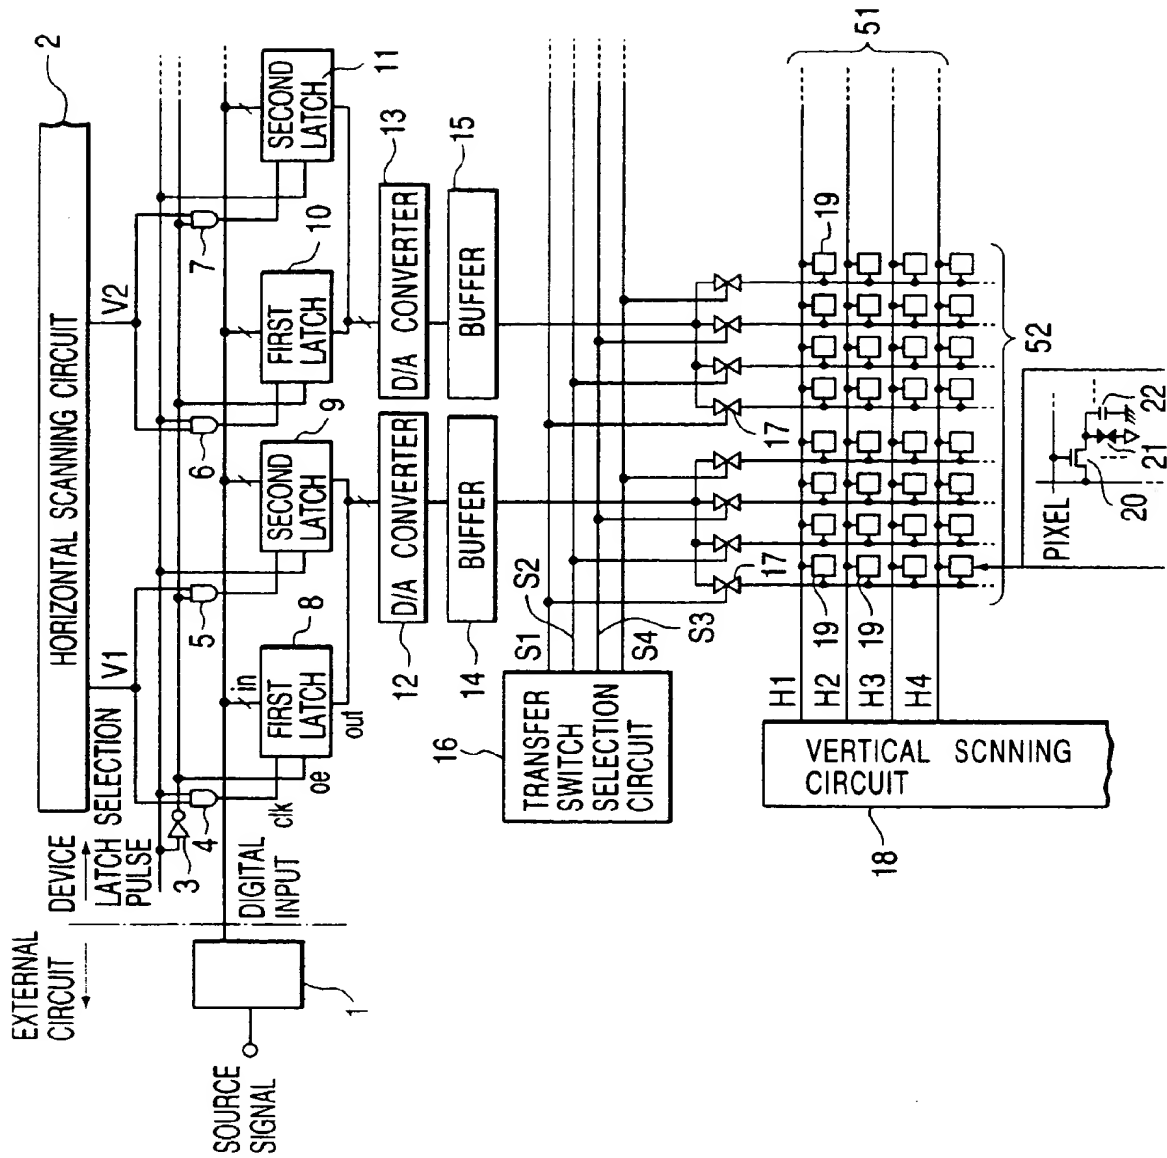 EXTERNAL
CIRCUIT
DEVICE
2
HORIZONTAL SCANNING CIRCUIT
V1
V2
LATCH SELECTION
PULSE
3
4
5
6
7
clk
oe
in
out
DIGITAL
INPUT
SOURCE
SIGNAL
1
FIRST
LATCH
8
SECOND
LATCH
9
FIRST
LATCH
10
SECOND
LATCH
11
D/A CONVERTER
12
D/A CONVERTER
13
BUFFER
14
BUFFER
15
16
TRANSFER
SWITCH
SELECTION
CIRCUIT
S1
S2
S3
S4
17
17
18
VERTICAL SCNNING
CIRCUIT
H1
H2
H3
H4
19
19
19
51
52
PIXEL
20
21
22